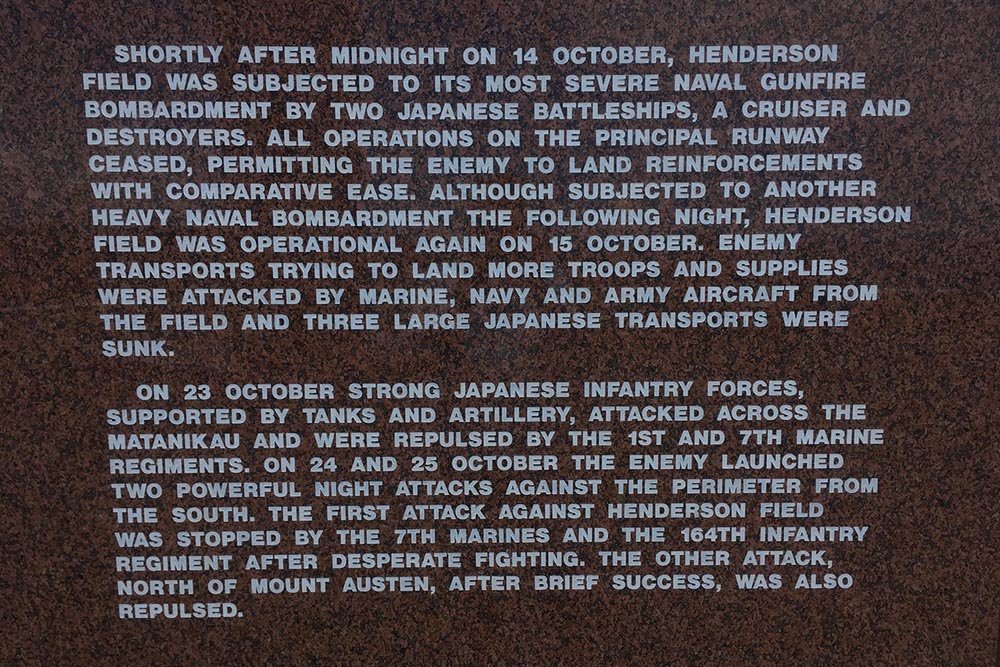 SHORTLY AFTER MIDNIGHT ON 14 OCTOBER, HENDERSON
FIELD WAS SUBJECTED TO ITS MOST SEVERE NAVAL GUNFIRE
BOMBARDMENT BY TWO JAPANESE BATTLESHIPS, A CRUISER AND
DESTROYERS. ALL OPERATIONS ON THE PRINCIPAL RUNWAY
CEASED, PERMITTING THE ENEMY TO LAND REINFORCEMENTS
WITH COMPARATIVE EASE. ALTHOUGH SUBJECTED TO ANOTHER
HEAVY NAVAL BOMBARDMENT THE FOLLOWING NIGHT, HENDERSON
FIELD WAS OPERATIONAL AGAIN ON 15 OCTOBER. ENEMY
TRANSPORTS TRYING TO LAND MORE TROOPS AND SUPPLIES
WERE ATTACKED BY MARINE, NAVY AND ARMY AIRCRAFT FROM
THE FIELD AND THREE LARGE JAPANESE TRANSPORTS WERE
SUNK.
ON 23 OCTOBER STRONG JAPANESE INFANTRY FORCES,
SUPPORTED BY TANKS AND ARTILLERY, ATTACKED ACROSS THE
MATANIKAU AND WERE REPULSED BY THE 1ST AND 7TH MARINE
REGIMENTS. ON 24 AND 25 OCTOBER THE ENEMY LAUNCHED
TWO POWERFUL NIGHT ATTACKS AGAINST THE PERIMETER FROM
THE SOUTH. THE FIRST ATTACK AGAINST HENDERSON FIELD
WAS STOPPED BY THE 7TH MARINES AND THE 164TH INFANTRY
REGIMENT AFTER DESPERATE FIGHTING. THE OTHER ATTACK,
NORTH OF MOUNT AUSTEN, AFTER BRIEF SUCCESS, WAS ALSO
REPULSED.